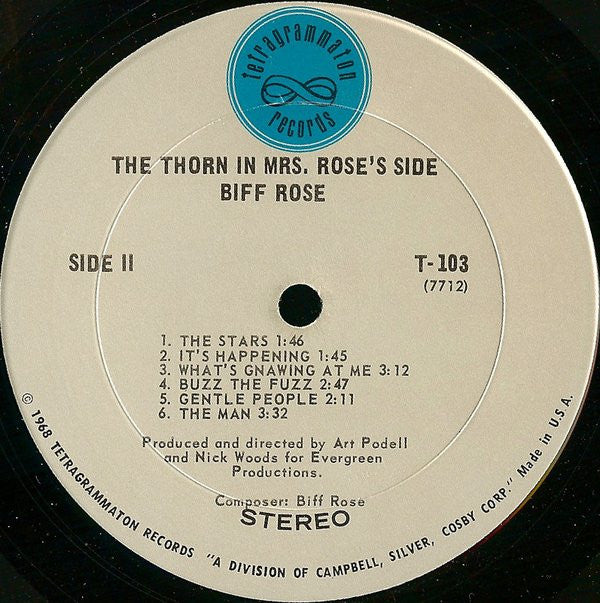 tetragrammaton
records
THE THORN IN MRS. ROSE'S SIDE
BIFF ROSE
SIDE II
T-103
(7712)
1. THE STARS 1:46
2. IT'S HAPPENING 1:45
3. WHAT'S GNAWING AT ME 3:12
4. BUZZ THE FUZZ 2:47
5. GENTLE PEOPLE 2:11
6. THE MAN 3:32
Produced and directed by Art Podell
and Nick Woods for Evergreen
Productions.
Composer: Biff Rose
STEREO
© 1968 TETRAGRAMMATON RECORDS "A DIVISION OF CAMPBELL, SILVER, COSBY CORP." Made in U.S.A.